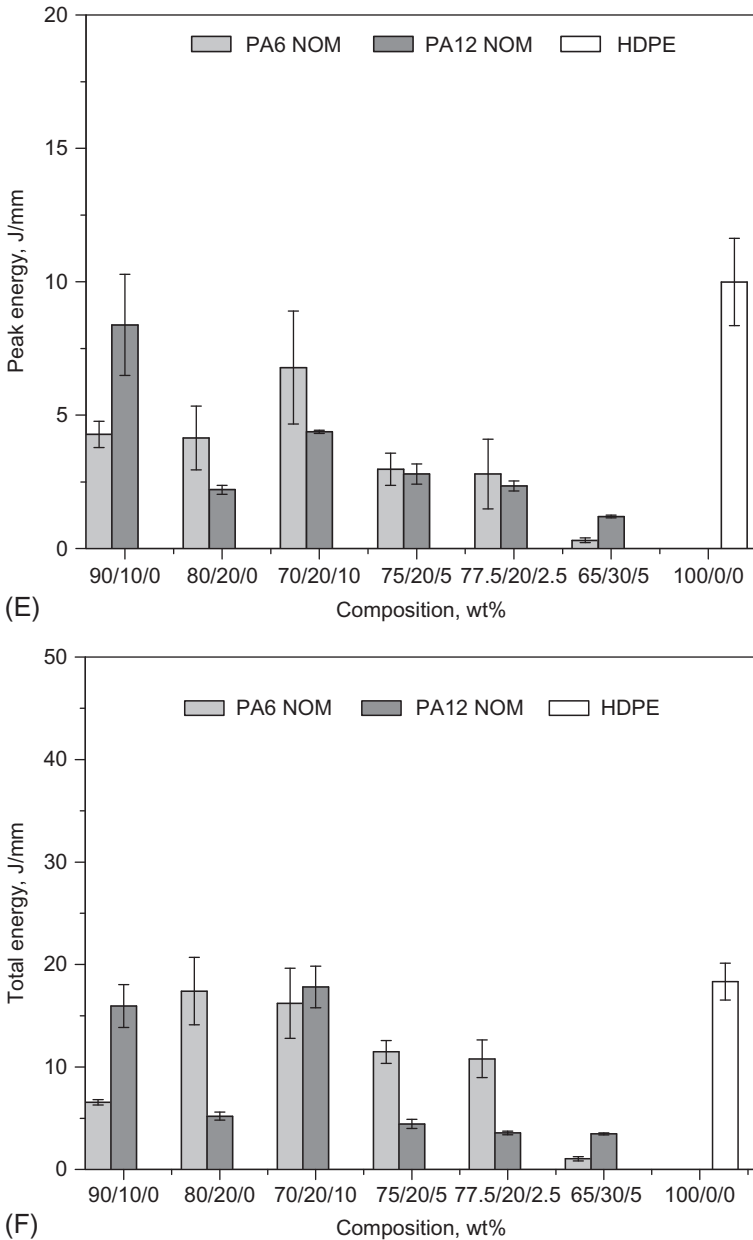 20
PA6 NOM PA12 NOM HDPE
15
Peak energy, J/mm
10
5
0
90/10/0 80/20/0 70/20/10 75/20/5 77.5/20/2.5 65/30/5 100/0/0
(E)
Composition, wt%
50
PA6 NOM PA12 NOM HDPE
40
Total energy, J/mm
30
20
10
0
90/10/0 80/20/0 70/20/10 75/20/5 77.5/20/2.5 65/30/5 100/0/0
(F)
Composition, wt%